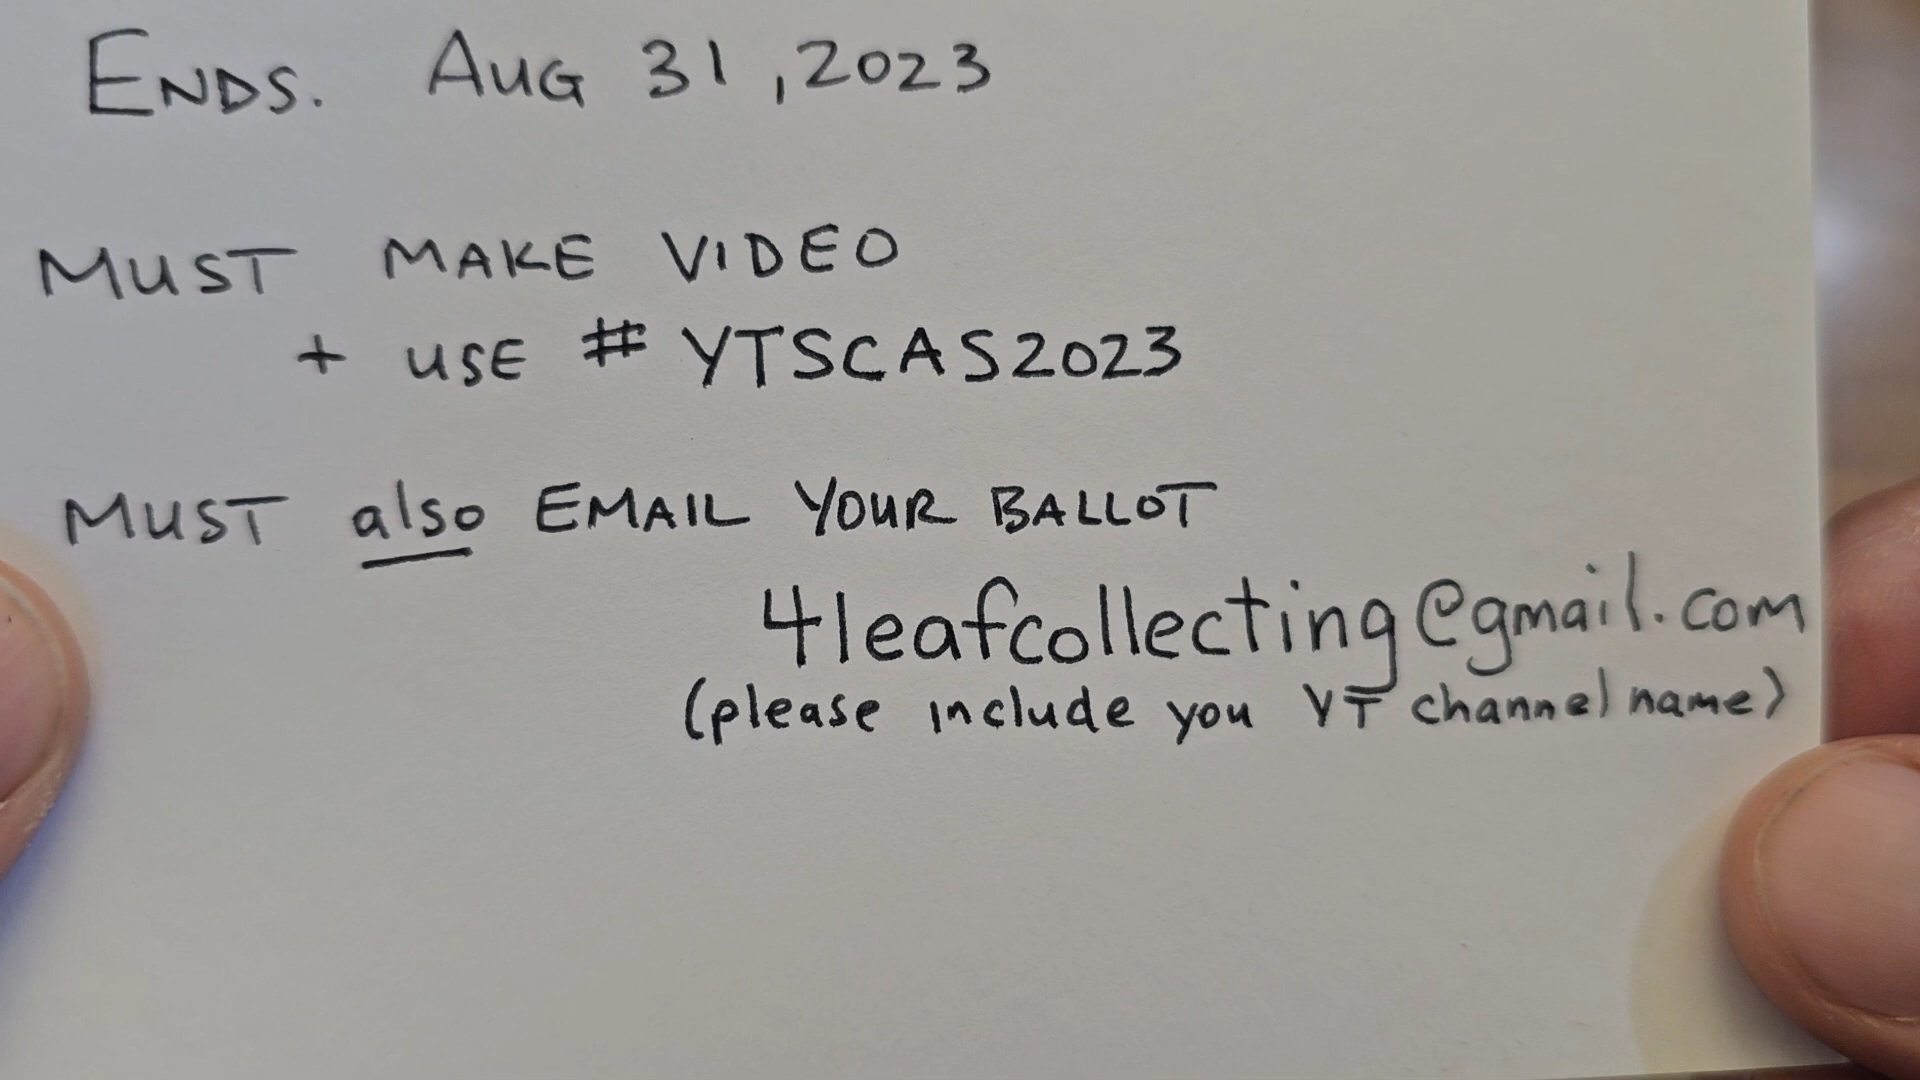 ENDS. AUG 31, 2023
MUST MAKE VIDEO
+ USE # YTSCAS2023
MUST also EMAIL YOUR BALLOT
4leafcollecting@gmail.com
(please include you YT channel name)